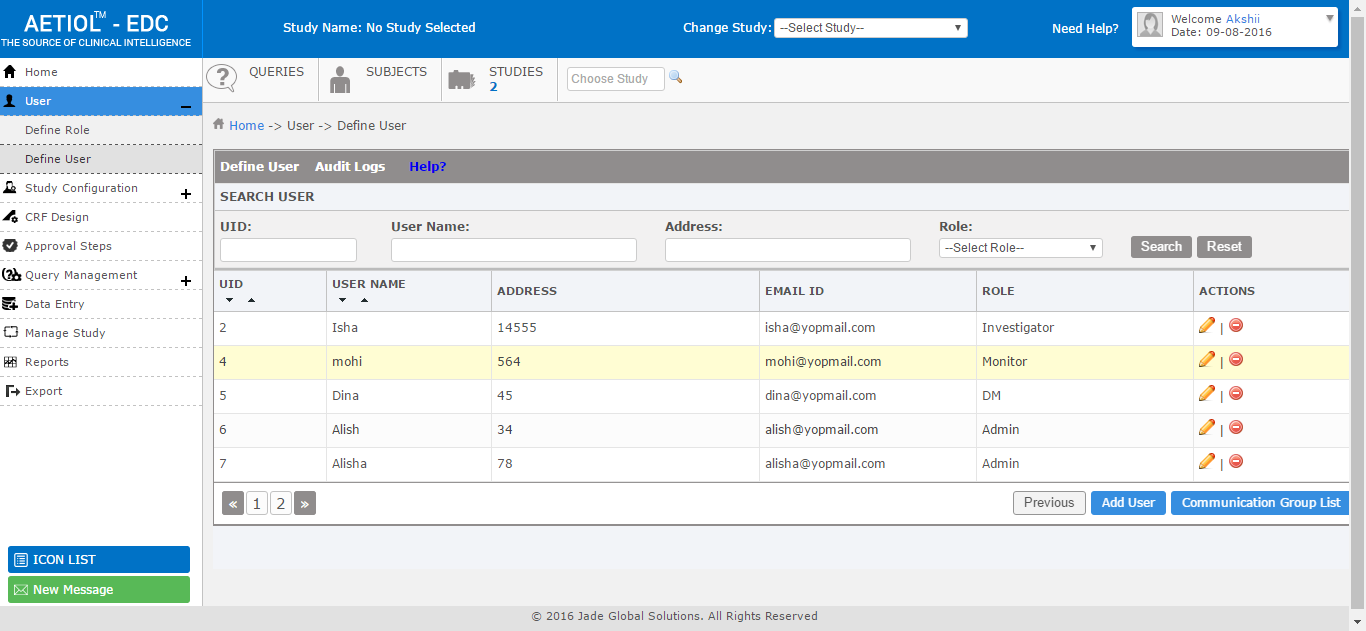 AETIOL™ - EDC
THE SOURCE OF CLINICAL INTELLIGENCE
Study Name: No Study Selected
Change Study: --Select Study--
Need Help?
Welcome Akshii
Date: 09-08-2016
Home
User
Define Role
Define User
Study Configuration
CRF Design
Approval Steps
Query Management
Data Entry
Manage Study
Reports
Export
ICON LIST
New Message
? QUERIES
SUBJECTS
STUDIES
2
Choose Study
Home -> User -> Define User
Define User Audit Logs Help?
SEARCH USER
UID: User Name: Address: Role:
--Select Role-- Search Reset
UID USER NAME ADDRESS EMAIL ID ROLE ACTIONS
2 Isha 14555 isha@yopmail.com Investigator |
4 mohi 564 mohi@yopmail.com Monitor |
5 Dina 45 dina@yopmail.com DM |
6 Alish 34 alish@yopmail.com Admin |
7 Alisha 78 alisha@yopmail.com Admin |
« 1 2 » Previous Add User Communication Group List
© 2016 Jade Global Solutions. All Rights Reserved